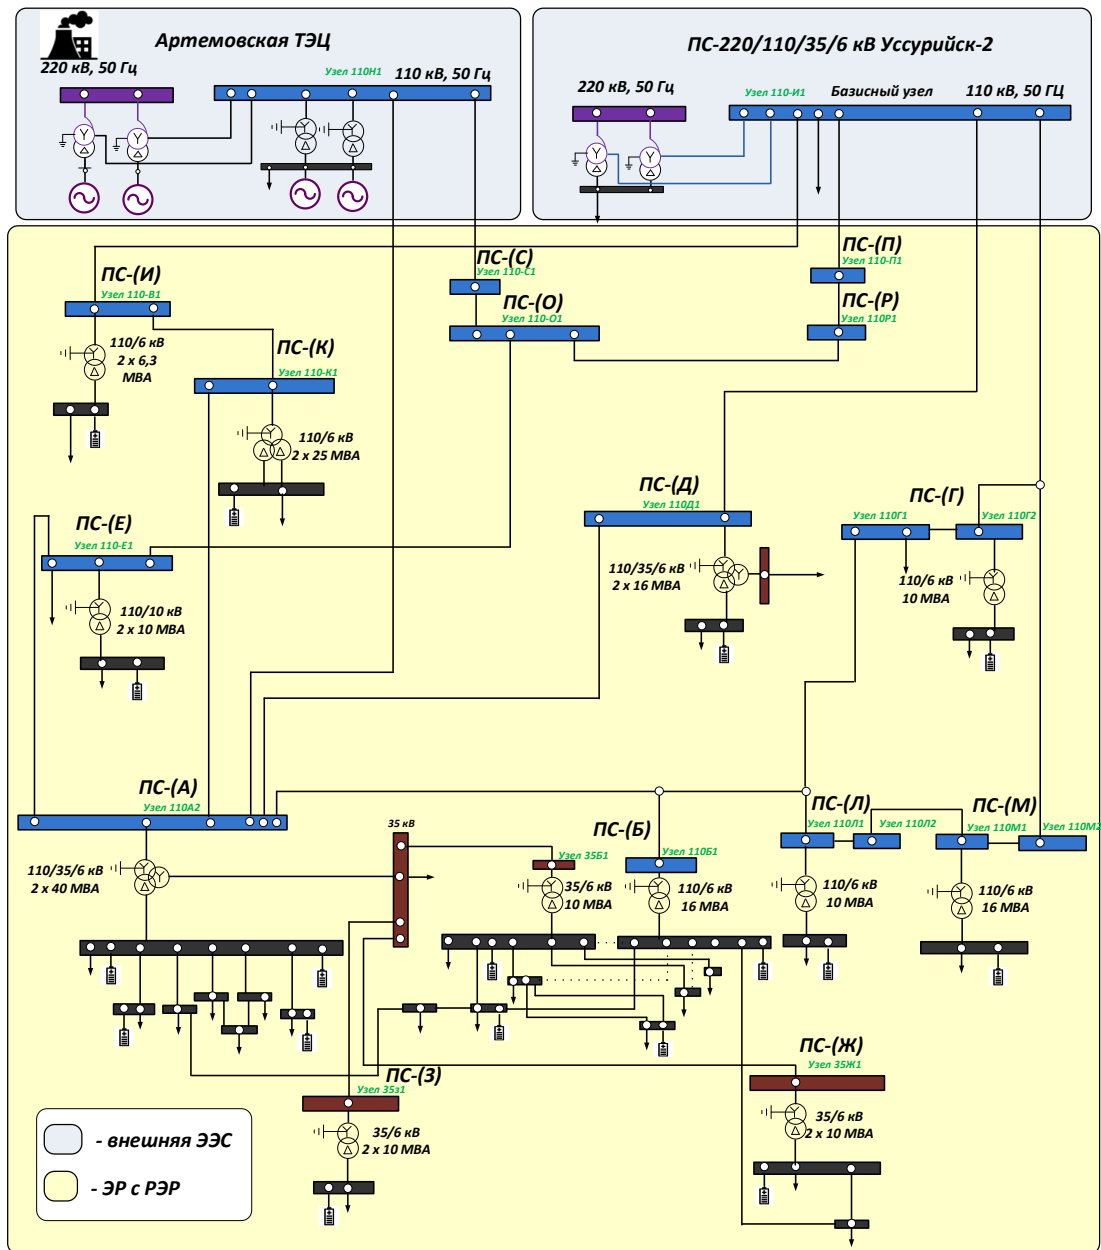 Артемовская ТЭЦ
220 кВ, 50 Гц
Узел 110Н1
110 кВ, 50 Гц
ПС-220/110/35/6 кВ Уссурийск-2
220 кВ, 50 Гц
Узел 110-И1
Базисный узел
110 кВ, 50 ГЦ
ПС-(И)
Узел 110-В1
110/6 кВ
2 x 6,3
МВА
ПС-(С)
Узел 110-С1
ПС-(О)
Узел 110-О1
ПС-(П)
Узел 110-П1
ПС-(Р)
Узел 110Р1
ПС-(К)
Узел 110-К1
110/6 кВ
2 x 25 МВА
ПС-(Е)
Узел 110-Е1
110/10 кВ
2 x 10 МВА
ПС-(Д)
Узел 110Д1
110/35/6 кВ
2 x 16 МВА
ПС-(Г)
Узел 110Г1
Узел 110Г2
110/6 кВ
10 МВА
ПС-(А)
Узел 110А2
110/35/6 кВ
2 x 40 МВА
35 кВ
ПС-(Б)
Узел 35Б1
35/6 кВ
10 МВА
Узел 110Б1
110/6 кВ
16 МВА
ПС-(Л)
Узел 110Л1
Узел 110Л2
110/6 кВ
10 МВА
ПС-(М)
Узел 110М1
Узел 110М2
110/6 кВ
16 МВА
ПС-(З)
Узел 35з1
35/6 кВ
2 x 10 МВА
ПС-(Ж)
Узел 35Ж1
35/6 кВ
2 x 10 МВА
- внешняя ЭЭС
- ЭР с РЭР